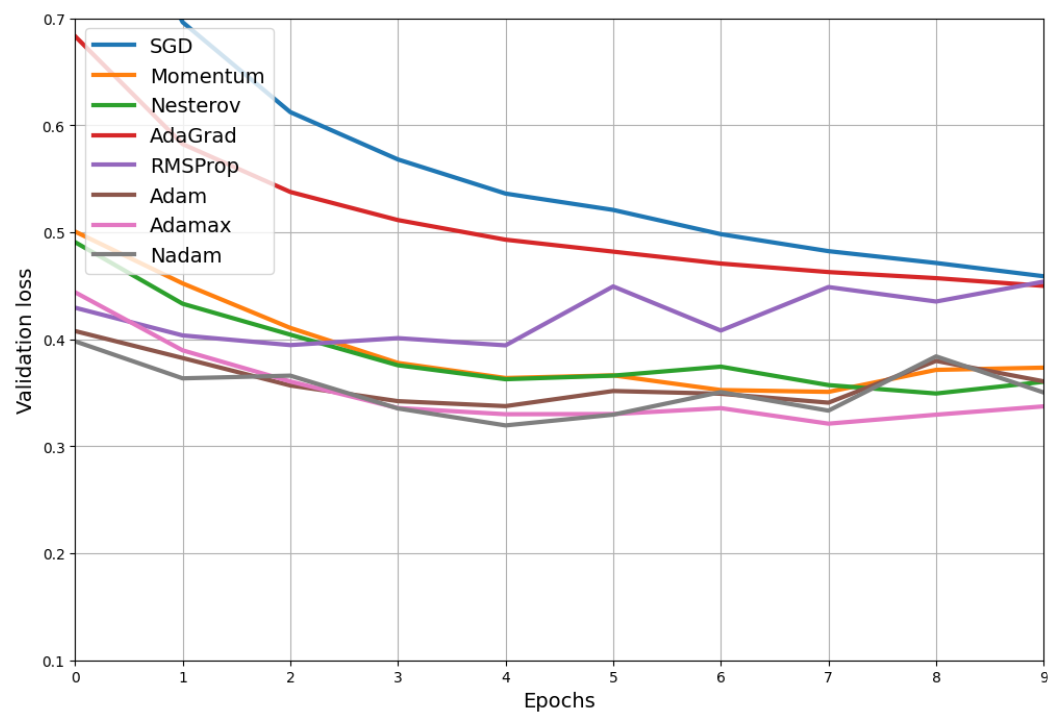 0.7
0.6
0.5
0.4
0.3
0.2
0.1
Validation loss
SGD
Momentum
Nesterov
AdaGrad
RMSProp
Adam
Adamax
Nadam
0 1 2 3 4 5 6 7 8 9
Epochs